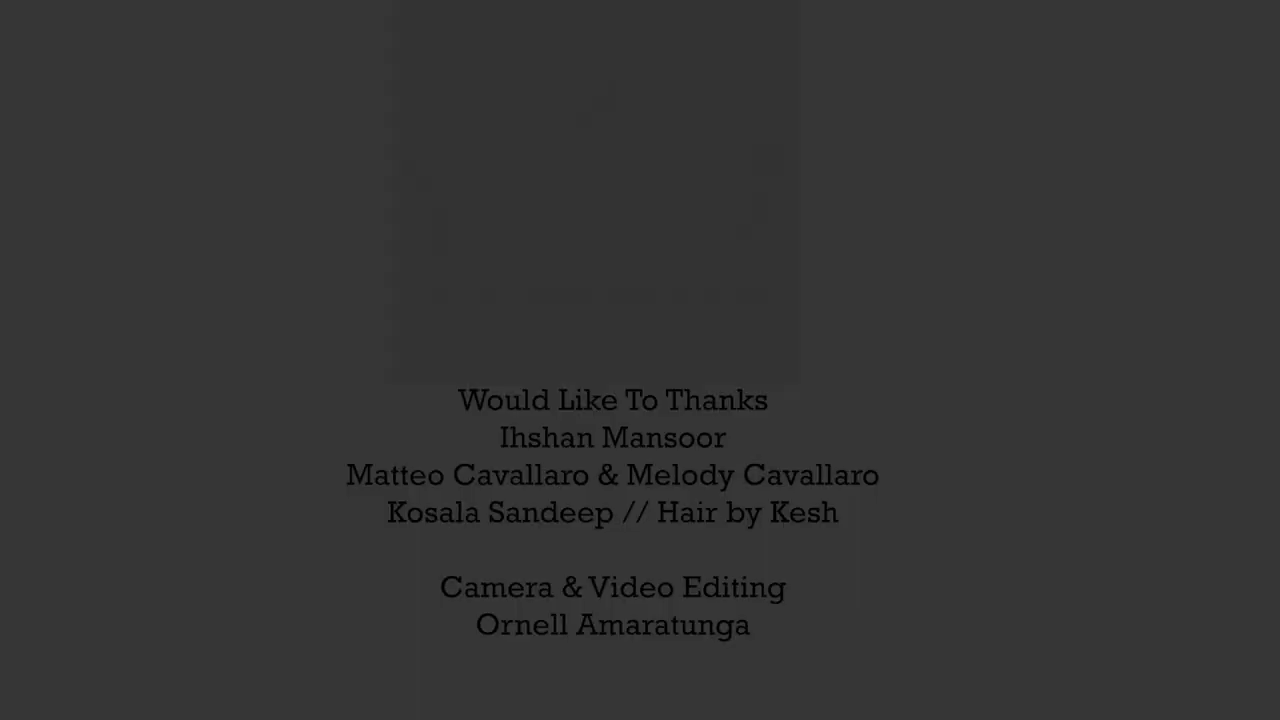 Would Like To Thanks
Ihshan Mansoor
Matteo Cavallaro & Melody Cavallaro
Kosala Sandeep // Hair by Kesh
Camera & Video Editing
Ornell Amaratunga